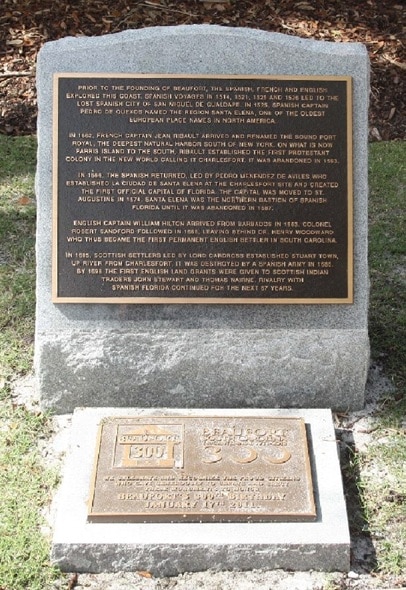 PRIOR TO THE FOUNDING OF BEAUFORT, THE SPANISH, FRENCH AND ENGLISH
EXPLORED THIS COAST. SPANISH VOYAGES IN 1514, 1521, 1525 AND 1526 LED TO THE
LOST SPANISH CITY OF SAN MIGUEL DE GUALDAPE. IN 1525, SPANISH CAPTAIN
PEDRO DE QUEXOS NAMED THE REGION SANTA ELENA, ONE OF THE OLDEST
EUROPEAN PLACE NAMES IN NORTH AMERICA.
IN 1562, FRENCH CAPTAIN JEAN RIBAULT ARRIVED AND RENAMED THE SOUND PORT
ROYAL, THE DEEPEST NATURAL HARBOR SOUTH OF NEW YORK. ON WHAT IS NOW
PARRIS ISLAND TO THE SOUTH, RIBAULT ESTABLISHED THE FIRST PROTESTANT
COLONY IN THE NEW WORLD CALLING IT CHARLESFORT. IT WAS ABANDONED IN 1563.
IN 1566, THE SPANISH RETURNED, LED BY PEDRO MENENDEZ DE AVILES WHO
ESTABLISHED LA CIUDAD DE SANTA ELENA AT THE CHARLESFORT SITE AND CREATED
THE FIRST OFFICIAL CAPITAL OF FLORIDA. THE CAPITAL WAS MOVED TO ST.
AUGUSTINE IN 1576. SANTA ELENA WAS THE NORTHERN BASTION OF SPANISH
FLORIDA UNTIL IT WAS ABANDONED IN 1587.
ENGLISH CAPTAIN WILLIAM HILTON ARRIVED FROM BARBADOS IN 1663. COLONEL
ROBERT SANDFORD FOLLOWED IN 1666, LEAVING BEHIND DR. HENRY WOODWARD
WHO THUS BECAME THE FIRST PERMANENT ENGLISH SETTLER IN SOUTH CAROLINA.
IN 1685, SCOTTISH SETTLERS LED BY LORD CARDROSS ESTABLISHED STUART TOWN,
UP RIVER FROM CHARLESFORT. IT WAS DESTROYED BY A SPANISH ARMY IN 1686.
BY 1698 THE FIRST ENGLISH LAND GRANTS WERE GIVEN TO SCOTTISH INDIAN
TRADERS JOHN STEWART AND THOMAS NAIRNE. RIVALRY WITH
SPANISH FLORIDA CONTINUED FOR THE NEXT 57 YEARS.
BEAUFORT
300
BEAUFORT
300
BEAUFORT'S 300TH BIRTHDAY
JANUARY 17TH 2011